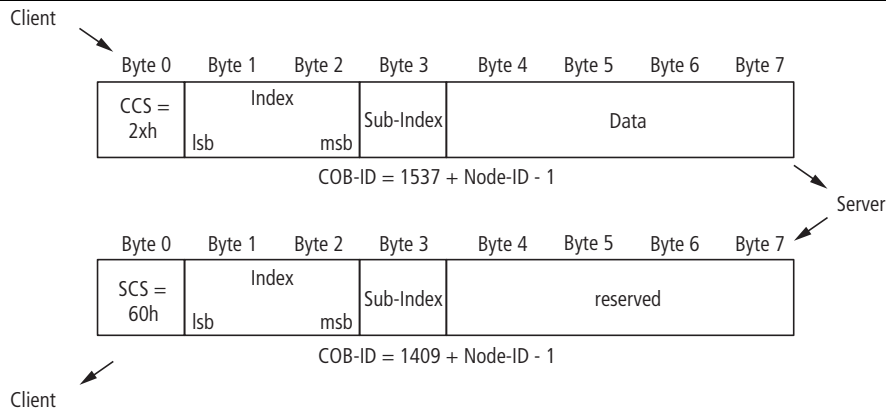 Client
Byte 0 Byte 1 Byte 2 Byte 3 Byte 4 Byte 5 Byte 6 Byte 7
CCS =
2xh
Index
lsb msb
Sub-Index
Data
COB-ID = 1537 + Node-ID - 1
Server
Byte 0 Byte 1 Byte 2 Byte 3 Byte 4 Byte 5 Byte 6 Byte 7
SCS =
60h
Index
lsb msb
Sub-Index
reserved
COB-ID = 1409 + Node-ID - 1
Client